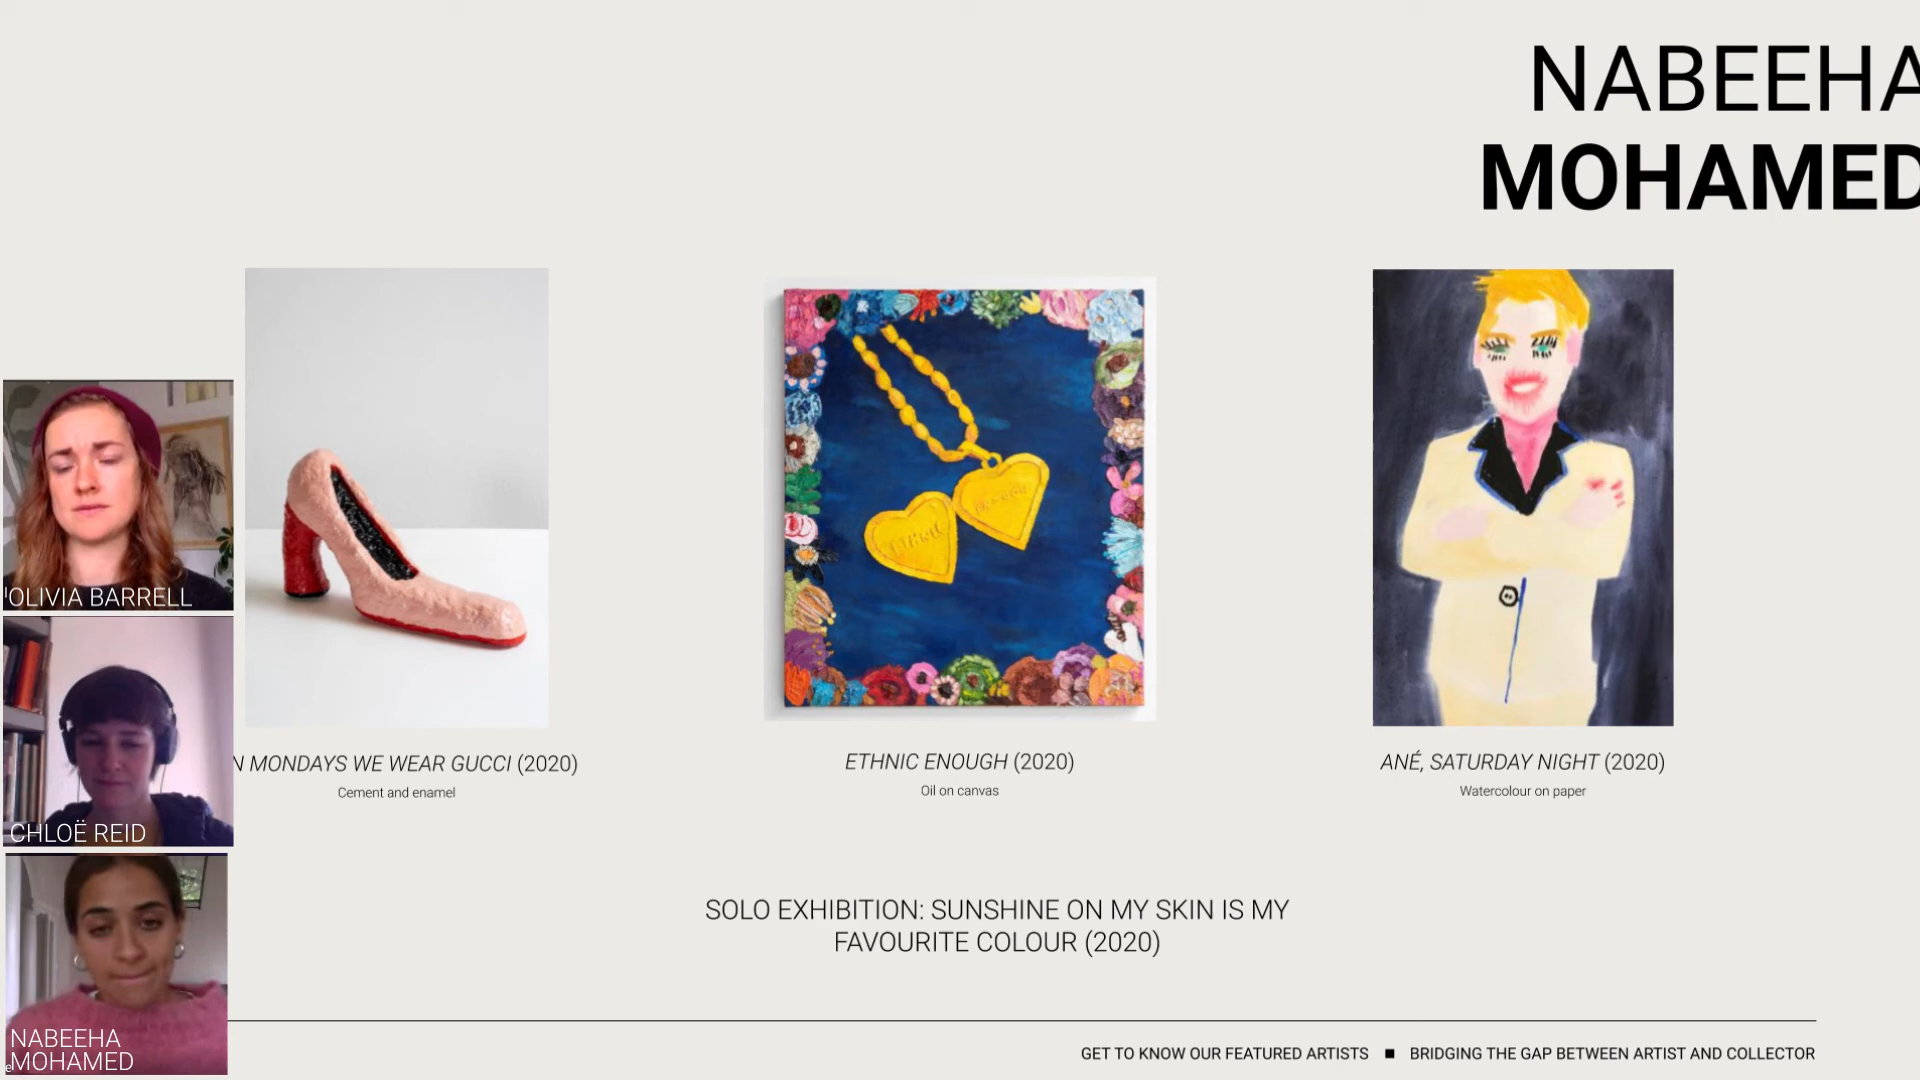 NABEEHA
MOHAMED
N MONDAYS WE WEAR GUCCI (2020)
Cement and enamel
ETHNIC ENOUGH (2020)
Oil on canvas
ANÉ, SATURDAY NIGHT (2020)
Watercolour on paper
ETHNIC
OLIVIA BARRELL
CHLOË REID
NABEEHA
MOHAMED
SOLO EXHIBITION: SUNSHINE ON MY SKIN IS MY
FAVOURITE COLOUR (2020)
GET TO KNOW OUR FEATURED ARTISTS ■ BRIDGING THE GAP BETWEEN ARTIST AND COLLECTOR